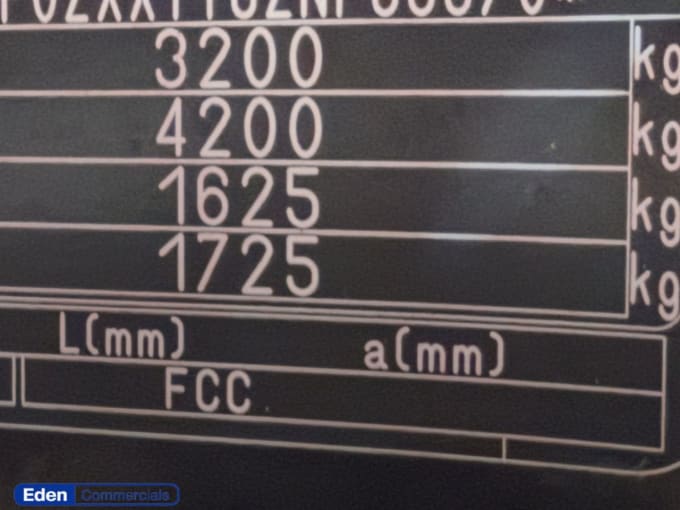 3200 kg
4200 kg
1625 kg
1725 kg
L(mm) a(mm)
FCC
Eden Commercials